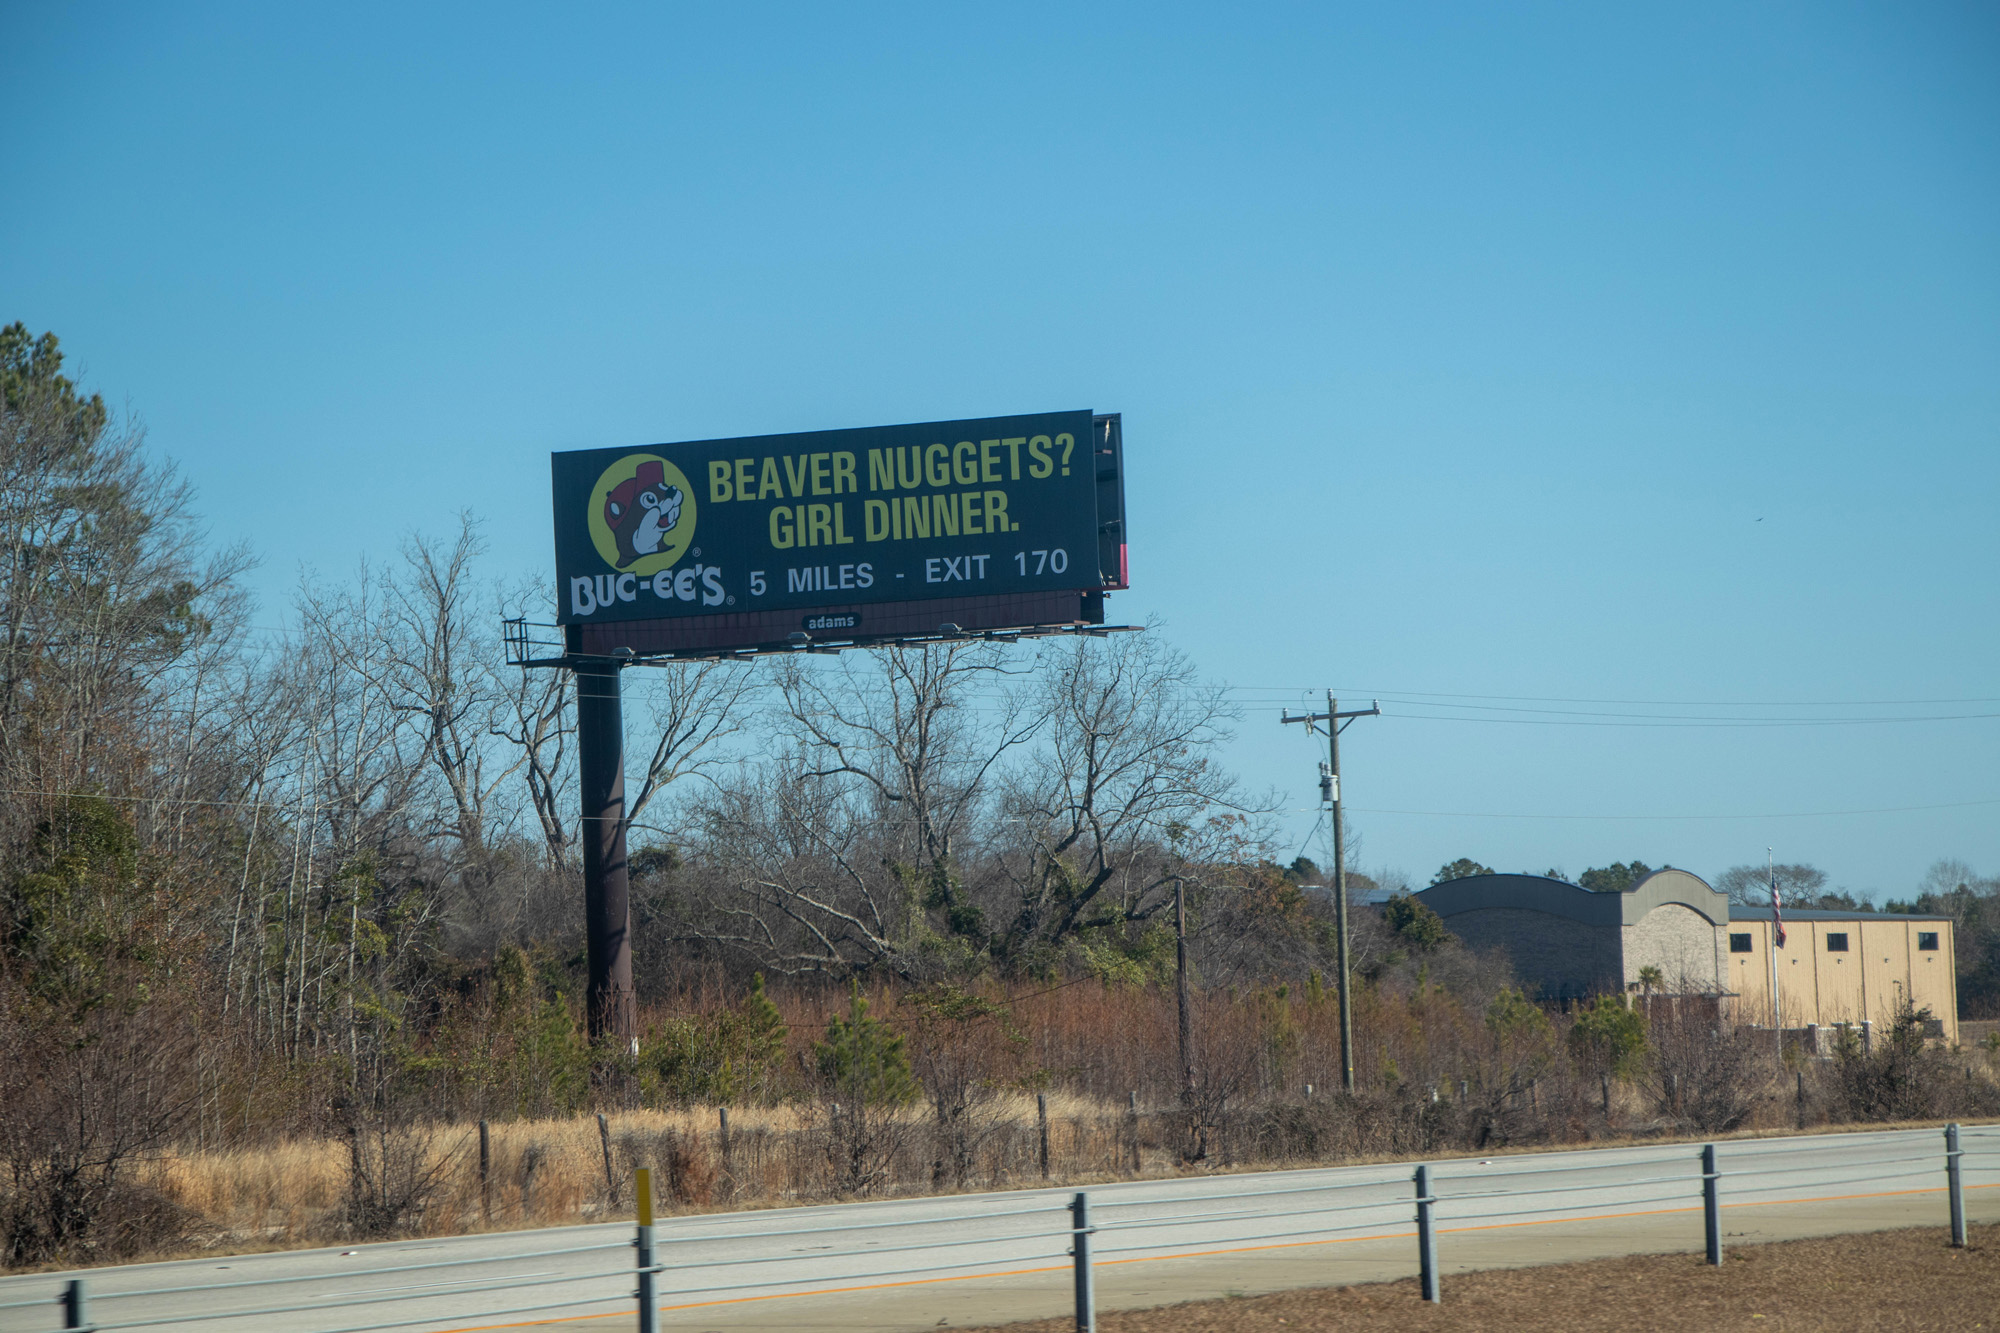 BEAVER NUGGETS?
GIRL DINNER.
BUC-EE'S® 5 MILES - EXIT 170
adams